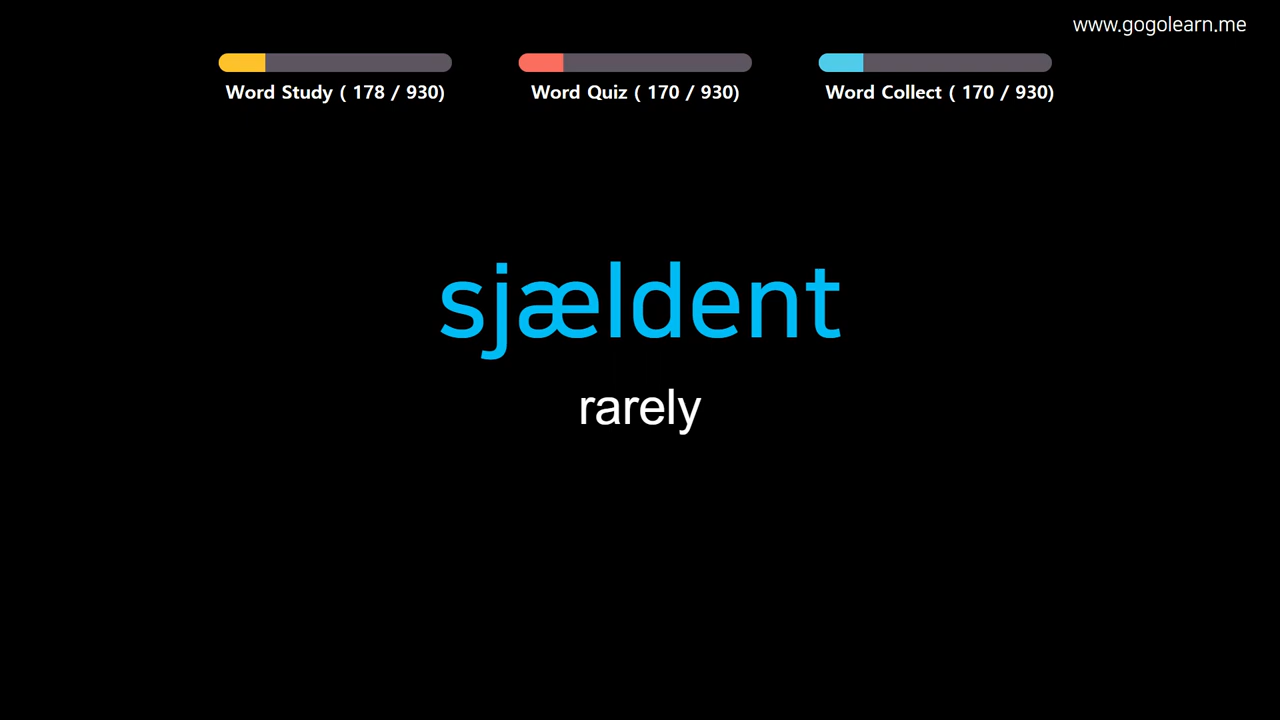 www.gogolearn.me
Word Study ( 178 / 930)
Word Quiz ( 170 / 930)
Word Collect ( 170 / 930)
sjældent
rarely